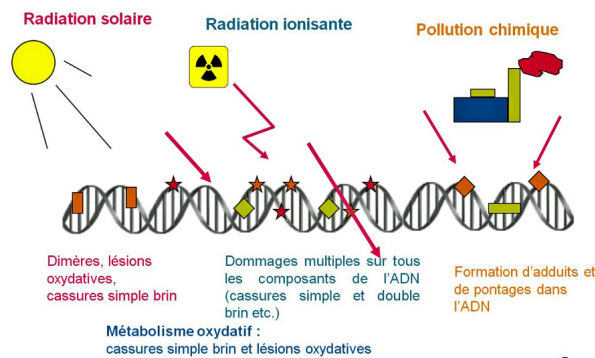 Radiation solaire
Radiation ionisante
Pollution chimique
Dimères, lésions
oxydatives,
cassures simple brin
Dommages multiples sur tous
les composants de l'ADN
(cassures simple et double
brin etc.)
Formation d'adduits et
de pontages dans
l'ADN
Métabolisme oxydatif :
cassures simple brin et lésions oxydatives